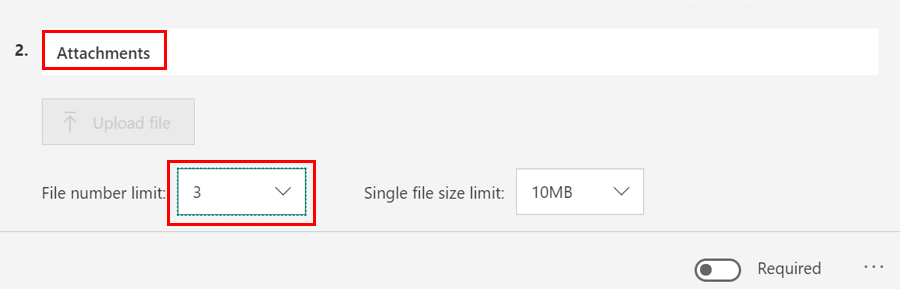 2. Attachments
Upload file
File number limit: 3 Single file size limit: 10MB
Required